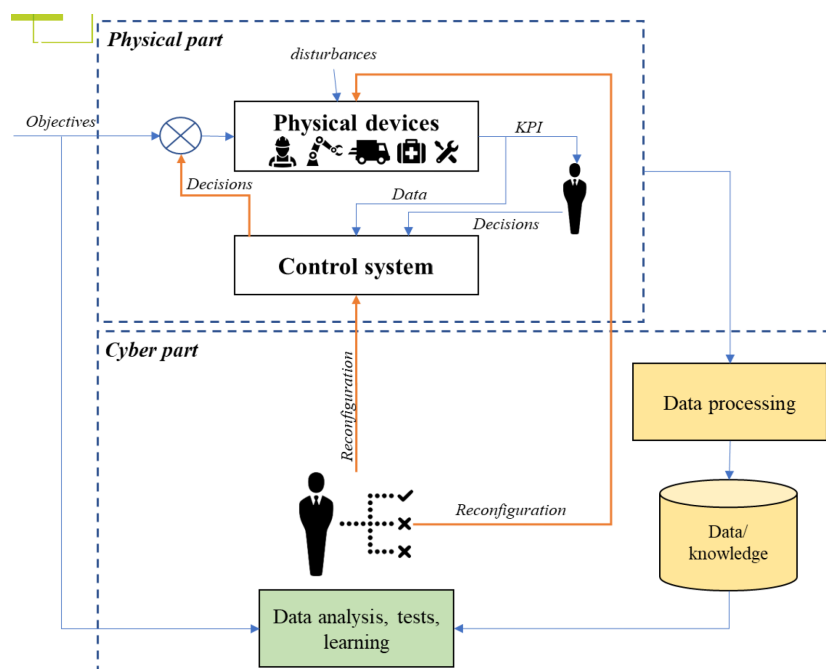 Physical part
disturbances
Objectives
Physical devices
KPI
Decisions
Data
Decisions
Control system
Cyber part
Reconfiguration
Data processing
Reconfiguration
Data/
knowledge
Data analysis, tests,
learning